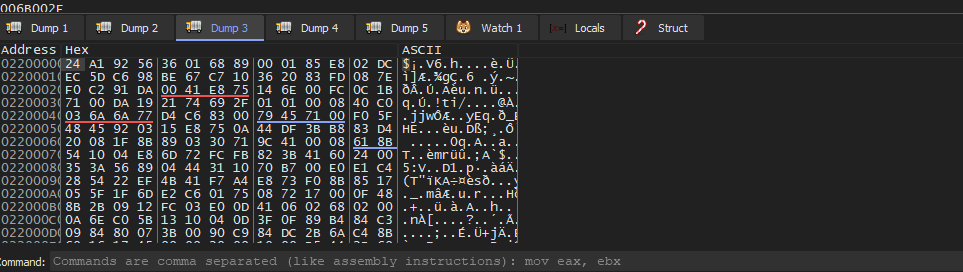 006B002F
Dump 1 Dump 2 Dump 3 Dump 4 Dump 5 Watch 1 [x=] Locals Struct
Address Hex ASCII
02200000 24 A1 92 56 36 01 68 89 00 01 85 E8 02 DC $¡.V6.h....è.Ü
02200010 EC 5D C6 98 BE 67 C7 10 36 20 83 FD 08 7E ì]Æ.¾gÇ.6 .ý.~
02200020 F0 C2 91 DA 00 41 E8 75 14 6E 00 FC 0C 1B ðÂ.Ú.Aèu.n.ü..
02200030 71 00 DA 19 21 74 69 2F 01 01 00 08 40 C0 q.Ú.!ti/....@À
02200040 03 6A 6A 77 D4 C6 83 00 79 45 71 00 F0 5F .jjwÔÆ..yEq.ð_
02200050 48 45 92 03 15 E8 75 0A 44 DF 3B B8 83 D4 HE...èu.Dß;¸.Ô
02200060 20 08 1F 8B 89 03 30 71 9C 41 00 08 61 8B ......0q.A..a.
02200070 54 10 04 E8 6D 72 FC FB 82 3B 41 60 24 00 T..èmrüû.;A`$.
02200080 35 3A 56 89 04 44 31 10 70 B7 00 E0 E1 C4 5:V..D1.p·.àáÄ
02200090 28 54 22 EF 4B 41 F7 A4 E8 73 F0 8B 85 17 (T"ïKA÷¤èsð...
022000A0 05 5F 1F 6D E2 C6 01 75 08 72 17 00 0F 48 ._.mâÆ.u.r...H
022000B0 8B 2B 09 12 FC 03 E0 0D 41 06 02 68 02 00 .+..ü.à.A..h..
022000C0 0A 6E C0 5B 13 10 04 0D 3F 0F 89 B4 84 C3 .nÀ[....?..´.Ã
022000D0 09 84 80 07 3B 00 90 C9 84 DC 2B 6A C4 8B ....;..É.Ü+jÄ.
Command: Commands are comma separated (like assembly instructions): mov eax, ebx